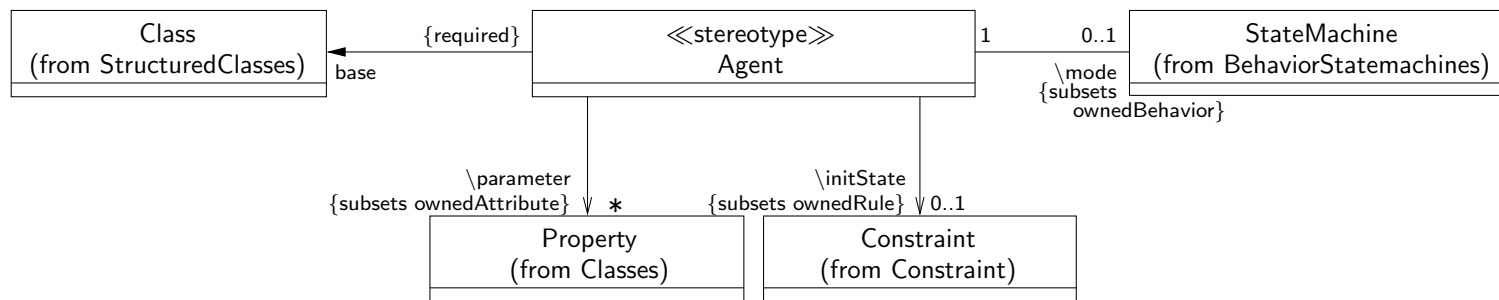 Class
(from StructuredClasses)
{required}
base
≪stereotype≫
Agent
1
0..1
\mode
{subsets
ownedBehavior}
StateMachine
(from BehaviorStatemachines)
\parameter
{subsets ownedAttribute}
*
\initState
{subsets ownedRule}
0..1
Property
(from Classes)
Constraint
(from Constraint)